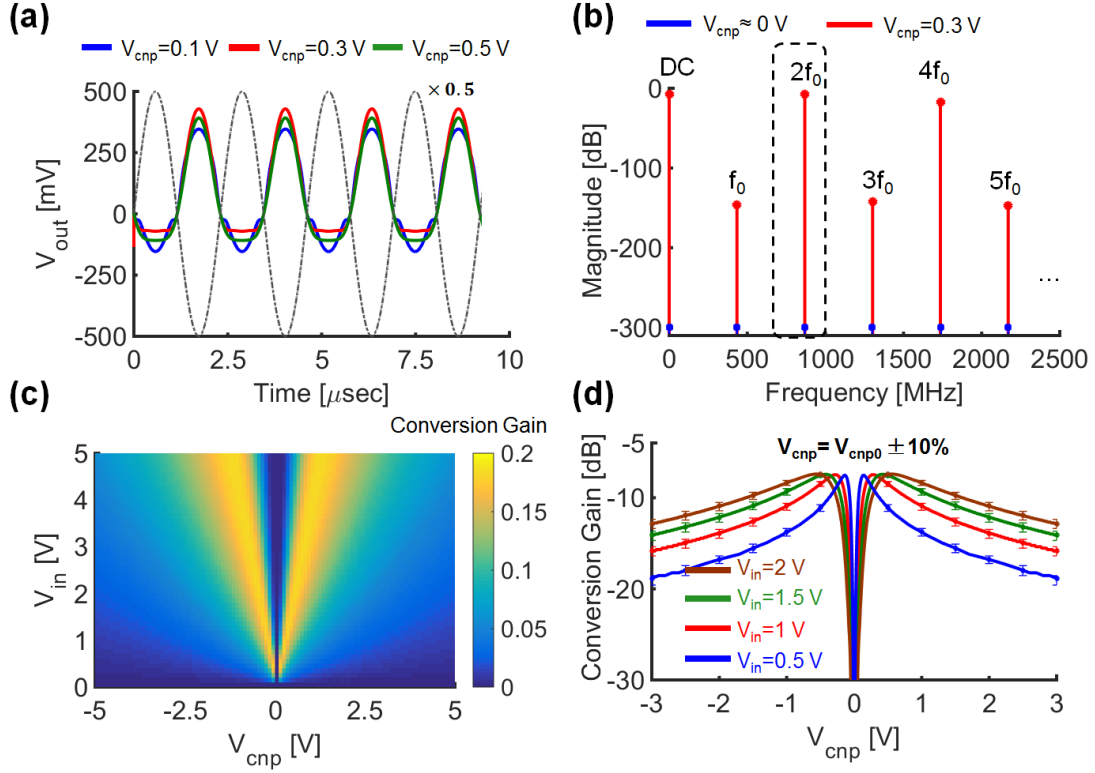 (a)
V_cnp=0.1 V V_cnp=0.3 V V_cnp=0.5 V
× 0.5
500
250
0
-250
-500
V_out [mV]
0 2.5 5 7.5 10
Time [μsec]
(b)
V_cnp≈ 0 V V_cnp=0.3 V
DC 2f₀ 4f₀
f₀ 3f₀ 5f₀
...
0
-100
-200
-300
Magnitude [dB]
0 500 1000 1500 2000 2500
Frequency [MHz]
(c)
Conversion Gain
5
4
3
2
1
0
V_in [V]
-5 -2.5 0 2.5 5
V_cnp [V]
0.2
0.15
0.1
0.05
0
(d)
V_cnp= V_cnp0 ±10%
-5
-10
-20
-30
Conversion Gain [dB]
V_in=2 V
V_in=1.5 V
V_in=1 V
V_in=0.5 V
-3 -2 -1 0 1 2 3
V_cnp [V]